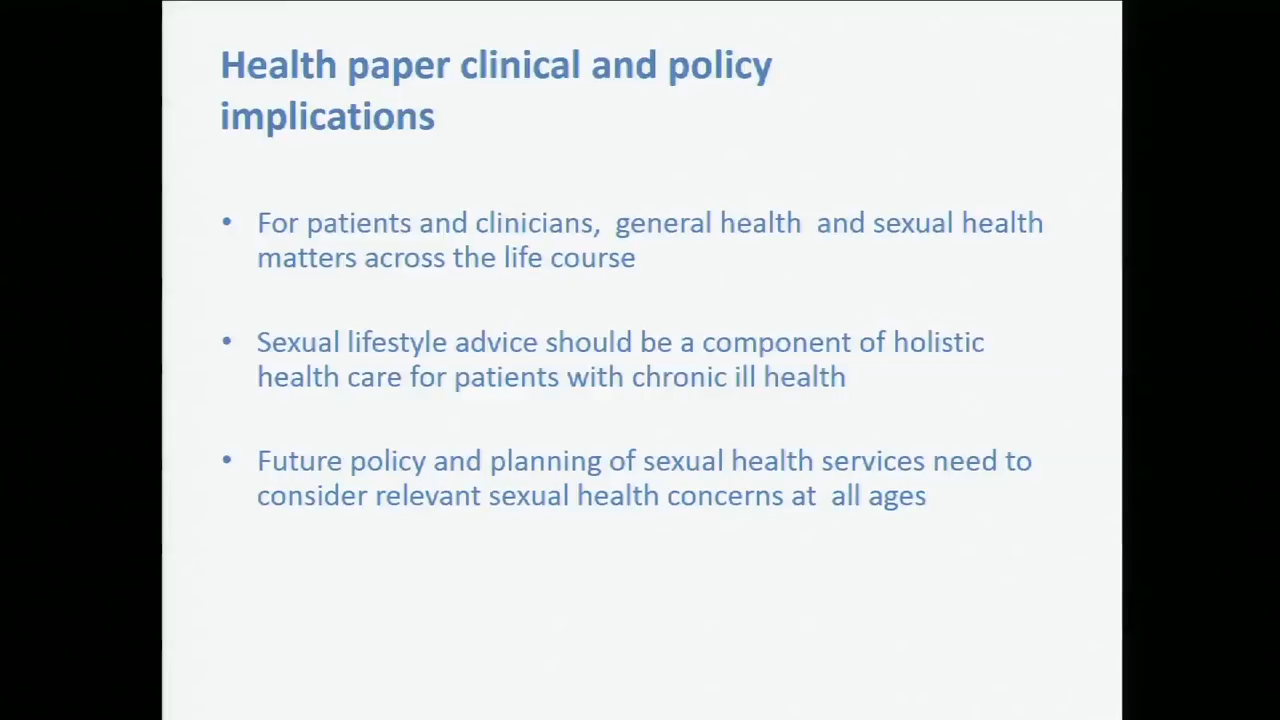 Health paper clinical and policy
implications
• For patients and clinicians,  general health  and sexual health
matters across the life course
• Sexual lifestyle advice should be a component of holistic
health care for patients with chronic ill health
• Future policy and planning of sexual health services need to
consider relevant sexual health concerns at  all ages